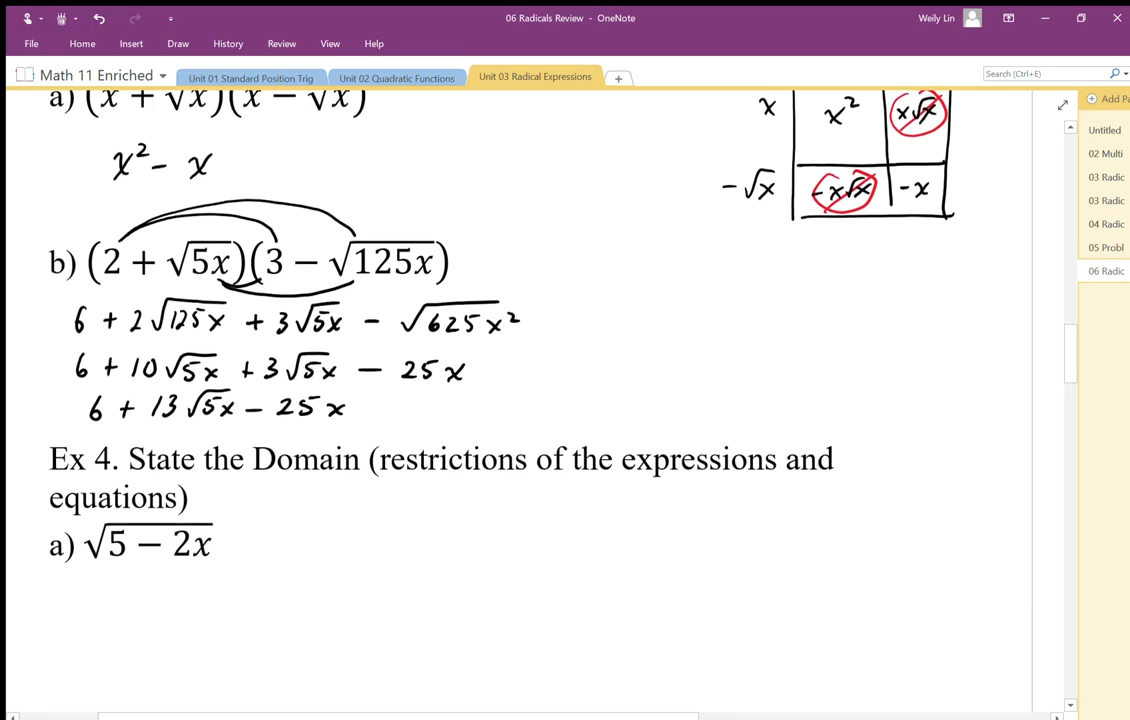 06 Radicals Review - OneNote
Weily Lin
File Home Insert Draw History Review View Help
Math 11 Enriched
Unit 01 Standard Position Trig
Unit 02 Quadratic Functions
Unit 03 Radical Expressions
Search (Ctrl+E)
Add Pa
Untitled
02 Multi
03 Radic
03 Radic
04 Radic
05 Probl
06 Radic
a) (x + √x)(x − √x)
x² - x
x | x² | x√x
-√x | -x√x | -x
b) (2 + √5x)(3 − √125x)
6 + 2√125x + 3√5x - √625x²
6 + 10√5x + 3√5x - 25x
6 + 13√5x - 25x
Ex 4. State the Domain (restrictions of the expressions and
equations)
a) √5 − 2x